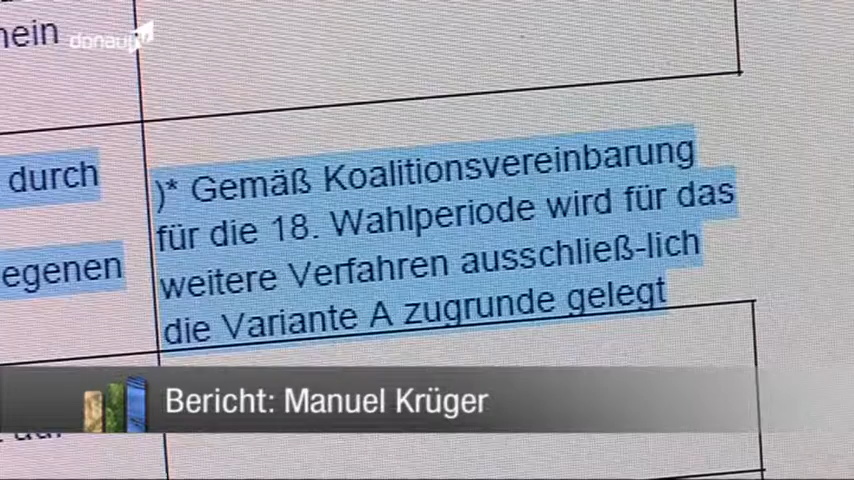 donau
durch
egenen
)* Gemäß Koalitionsvereinbarung
für die 18. Wahlperiode wird für das
weitere Verfahren ausschließ-lich
die Variante A zugrunde gelegt
Bericht: Manuel Krüger